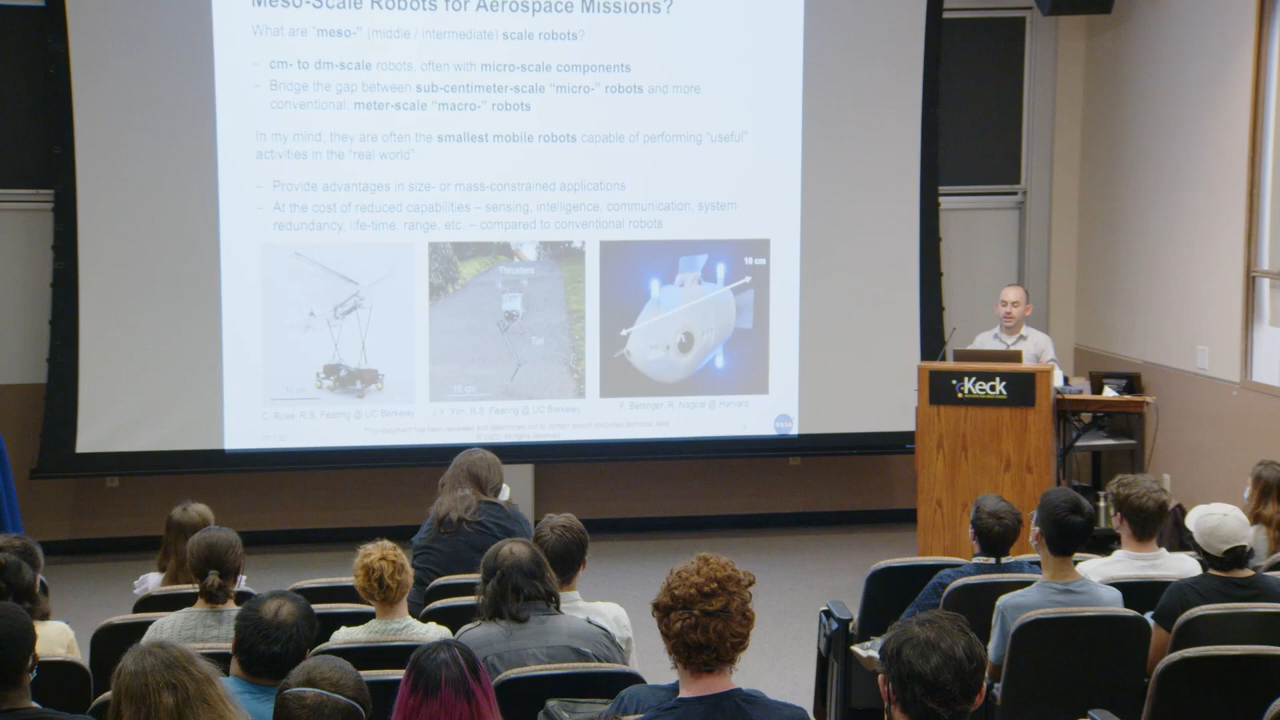 Meso-Scale Robots for Aerospace Missions?
What are "meso-" (middle / intermediate) scale robots?
– cm- to dm-scale robots, often with micro-scale components
– Bridge the gap between sub-centimeter-scale "micro-" robots and more
conventional, meter-scale "macro-" robots
In my mind, they are often the smallest mobile robots capable of performing "useful"
activities in the "real world"
– Provide advantages in size- or mass-constrained applications
– At the cost of reduced capabilities – sensing, intelligence, communication, system
redundancy, life-time, range, etc. – compared to conventional robots
Thrusters
Tail
10 cm
10 cm
R.S. Fearing @ UC Berkeley
R.S. Fearing @ UC Berkeley
F. Berlinger, R. Nagpal @ Harvard
NASA
Keck